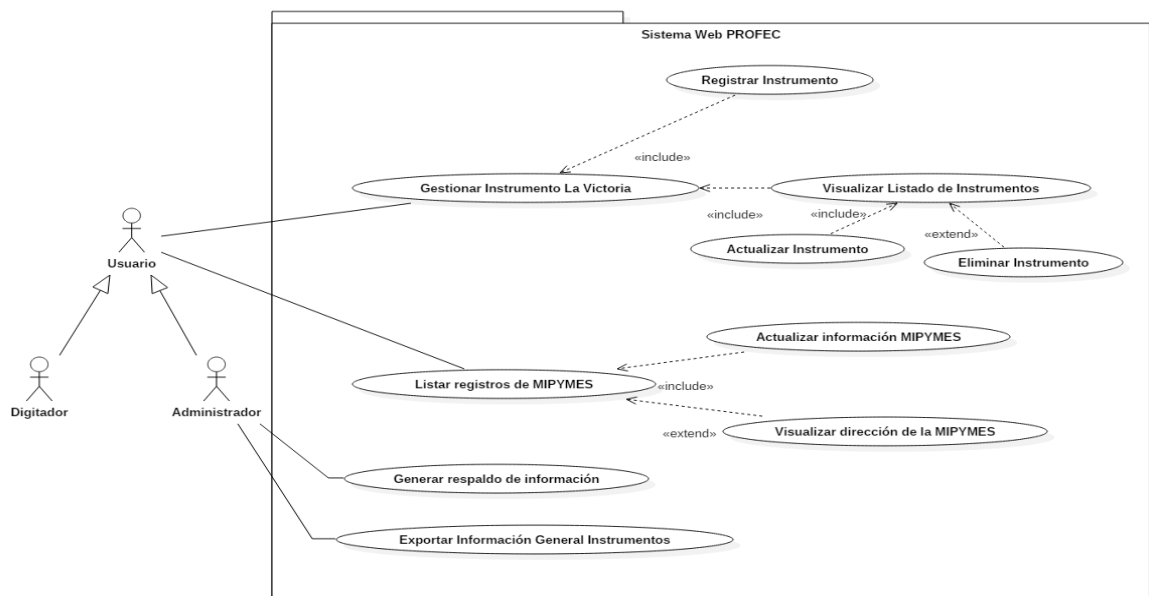 Sistema Web PROFEC
Registrar Instrumento
«include»
Gestionar Instrumento La Victoria
Visualizar Listado de Instrumentos
«include»
«include»
«extend»
Actualizar Instrumento
Eliminar Instrumento
Usuario
Actualizar información MIPYMES
Listar registros de MIPYMES
«include»
Digitador
Administrador
«extend»
Visualizar dirección de la MIPYMES
Generar respaldo de información
Exportar Información General Instrumentos